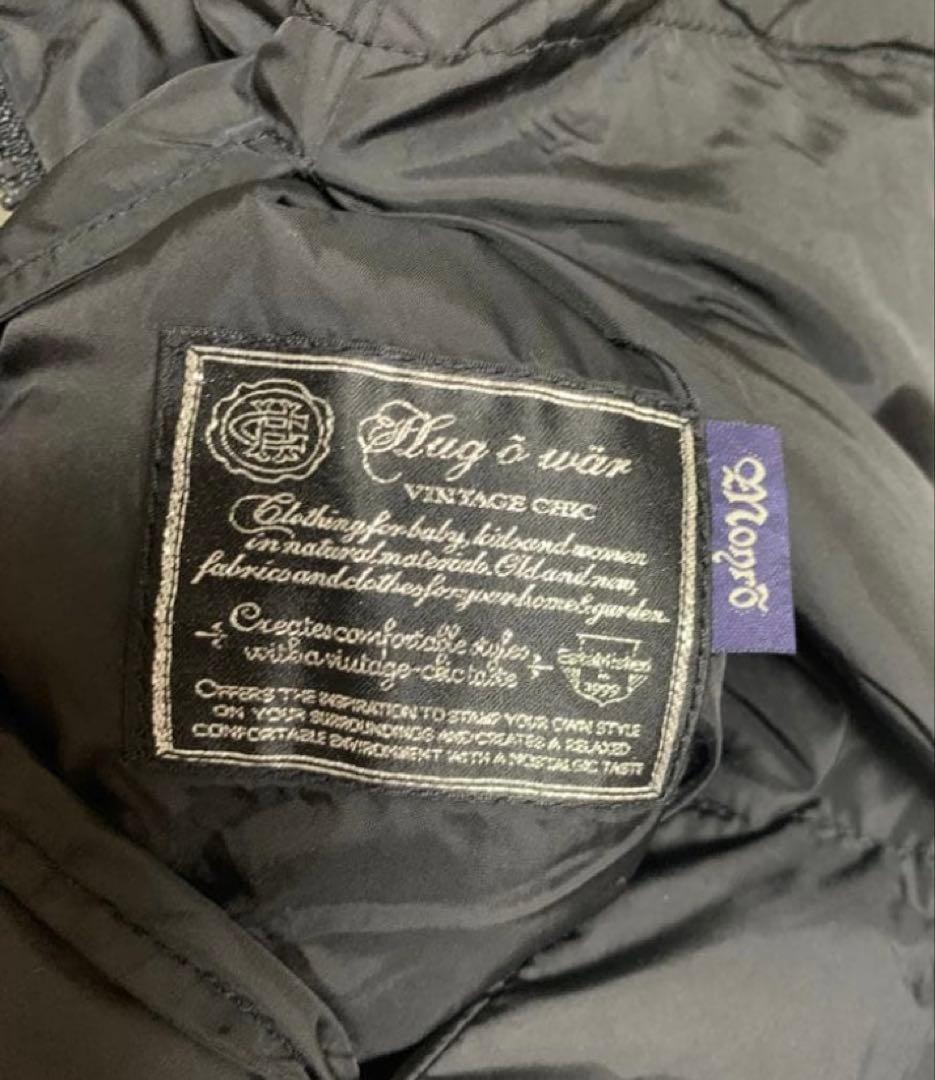 Hug ō wär
VINTAGE CHIC
Clothing for baby, kids and women
in natural materials. Old and new,
fabrics and clothes for your home & garden.
Creates comfortable styles
with a vintage-chic taste
Established
in
1999
OFFERS THE INSPIRATION TO STAMP YOUR OWN STYLE
ON YOUR SURROUNDINGS AND CREATES A RELAXED
COMFORTABLE ENVIRONMENT WITH A NOSTALGIC TASTE